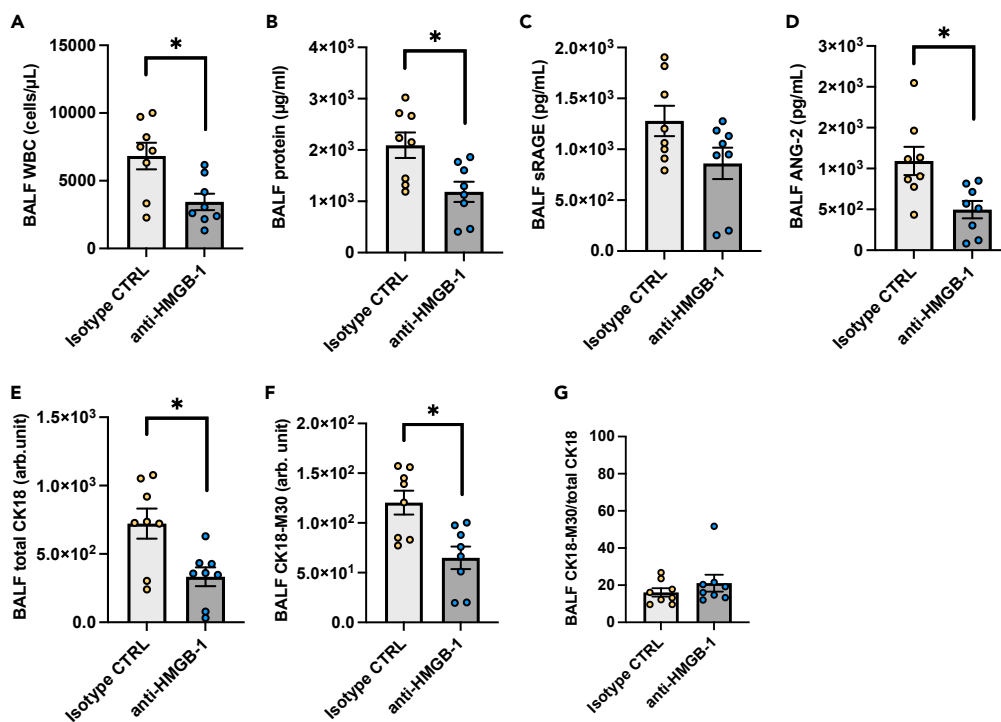 A
BALF WBC (cells/μL)
15000
10000
5000
0
*
Isotype CTRL
anti-HMGB-1
B
BALF protein (μg/ml)
4×10³
3×10³
2×10³
1×10³
0
*
Isotype CTRL
anti-HMGB-1
C
BALF sRAGE (pg/mL)
2.0×10³
1.5×10³
1.0×10³
5.0×10²
0.0
Isotype CTRL
anti-HMGB-1
D
BALF ANG-2 (pg/mL)
3×10³
2×10³
2×10³
1×10³
5×10²
0
*
Isotype CTRL
anti-HMGB-1
E
BALF total CK18 (arb.unit)
1.5×10³
1.0×10³
5.0×10²
0.0
*
Isotype CTRL
anti-HMGB-1
F
BALF CK18-M30 (arb. unit)
2.0×10²
1.5×10²
1.0×10²
5.0×10¹
0.0
*
Isotype CTRL
anti-HMGB-1
G
BALF CK18-M30/total CK18
100
80
60
40
20
0
Isotype CTRL
anti-HMGB-1